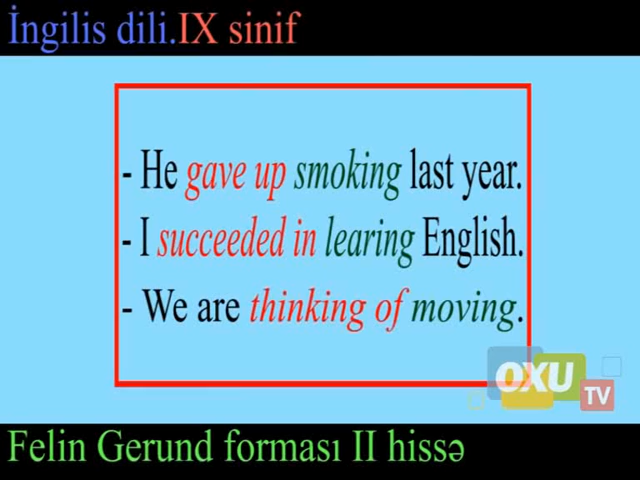 İngilis dili.IX sinif
- He gave up smoking last year.
- I succeeded in learing English.
- We are thinking of moving.
OXU
TV
Felin Gerund forması II hissə